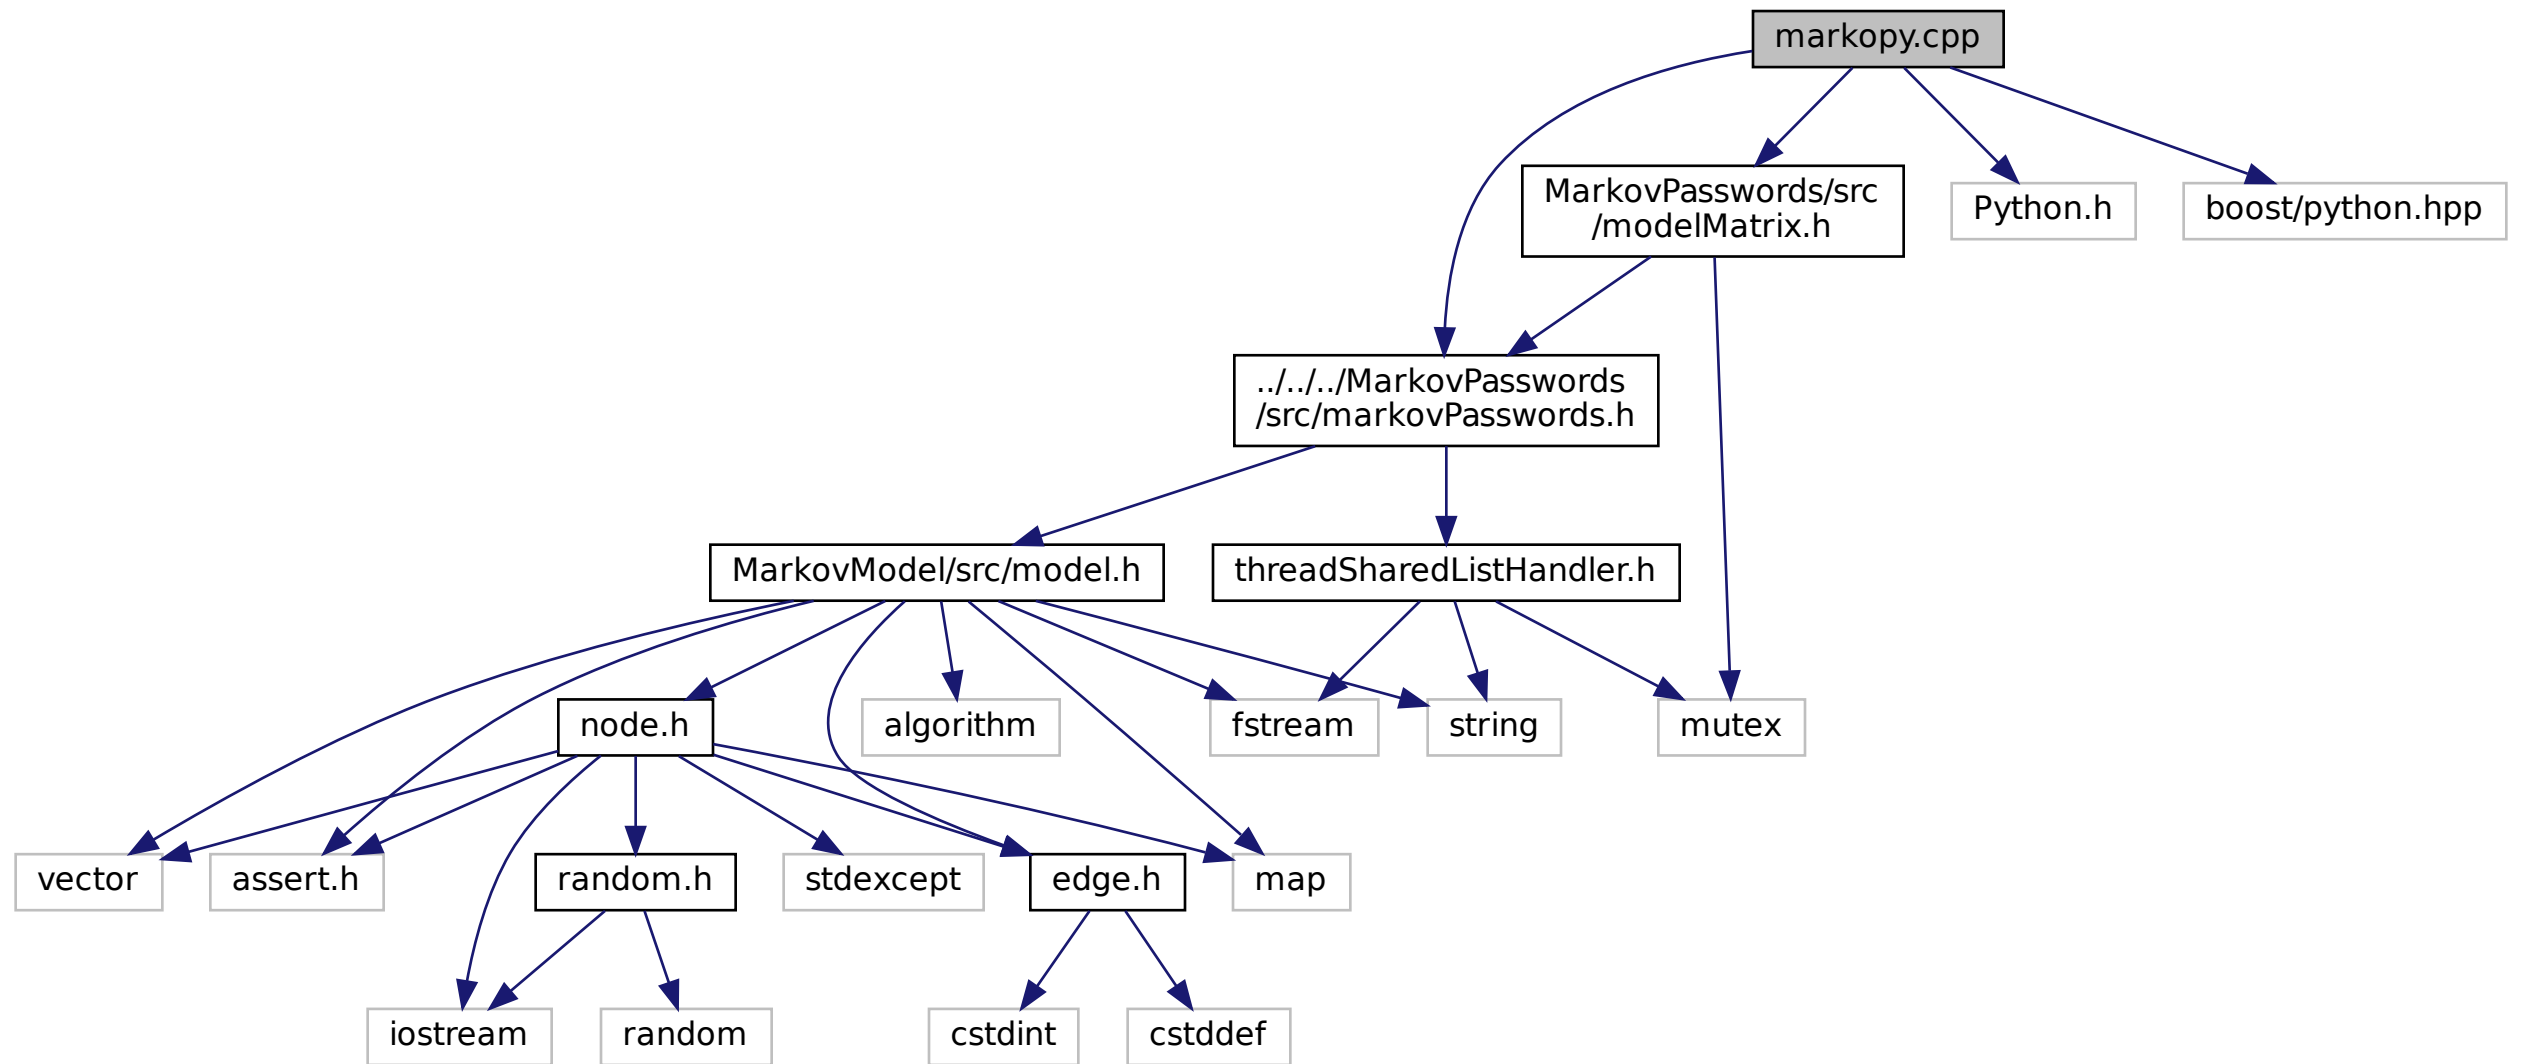 markopy.cpp
MarkovPasswords/src
/modelMatrix.h
Python.h
boost/python.hpp
../../../MarkovPasswords
/src/markovPasswords.h
MarkovModel/src/model.h
threadSharedListHandler.h
node.h
algorithm
fstream
string
mutex
vector
assert.h
random.h
stdexcept
edge.h
map
iostream
random
cstdint
cstddef